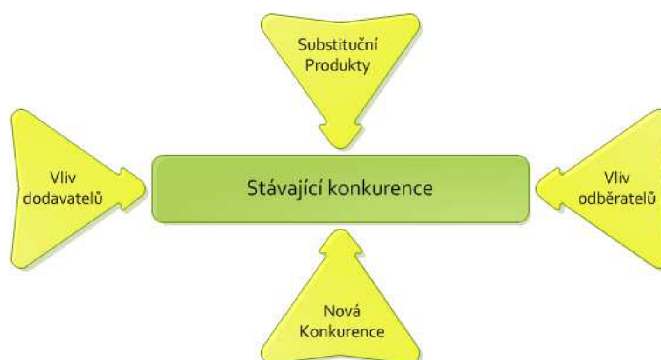 Substituční
Produkty
Vliv
dodavatelů
Stávající konkurence
Vliv
odběratelů
Nová
Konkurence